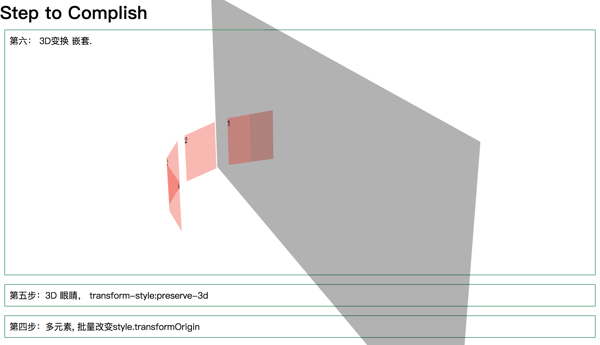 Step to Complish
第六： 3D变换 嵌套.
1
2
第五步：3D 眼睛， transform-style:preserve-3d
第四步：多元素, 批量改变style.transformOrigin